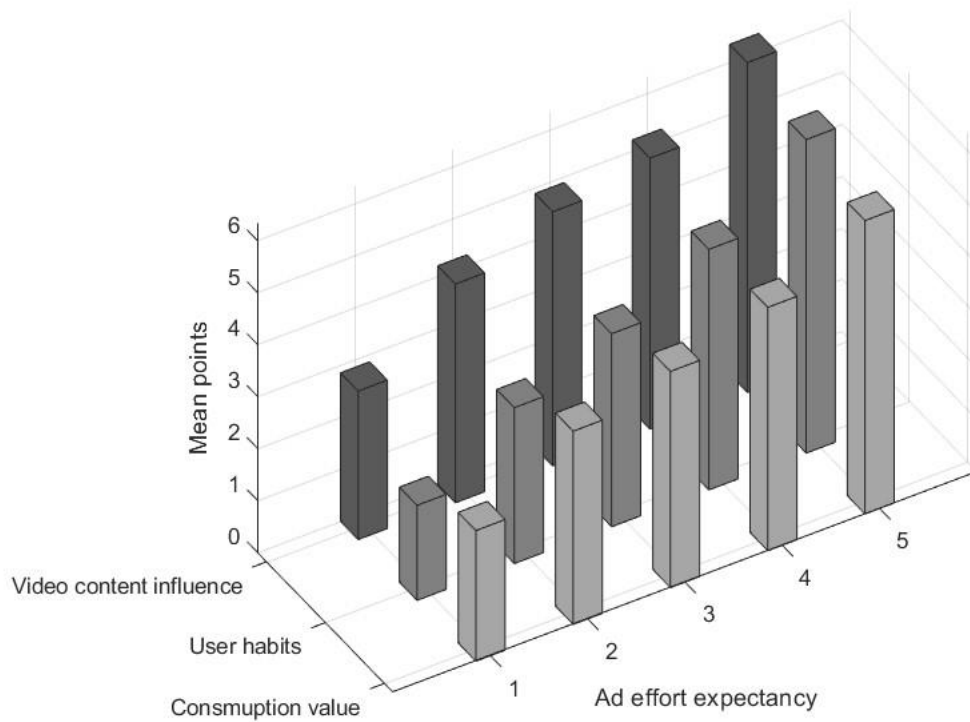 6
5
4
3
2
1
0
Mean points
Video content influence
User habits
Consmuption value
1
2
3
4
5
Ad effort expectancy